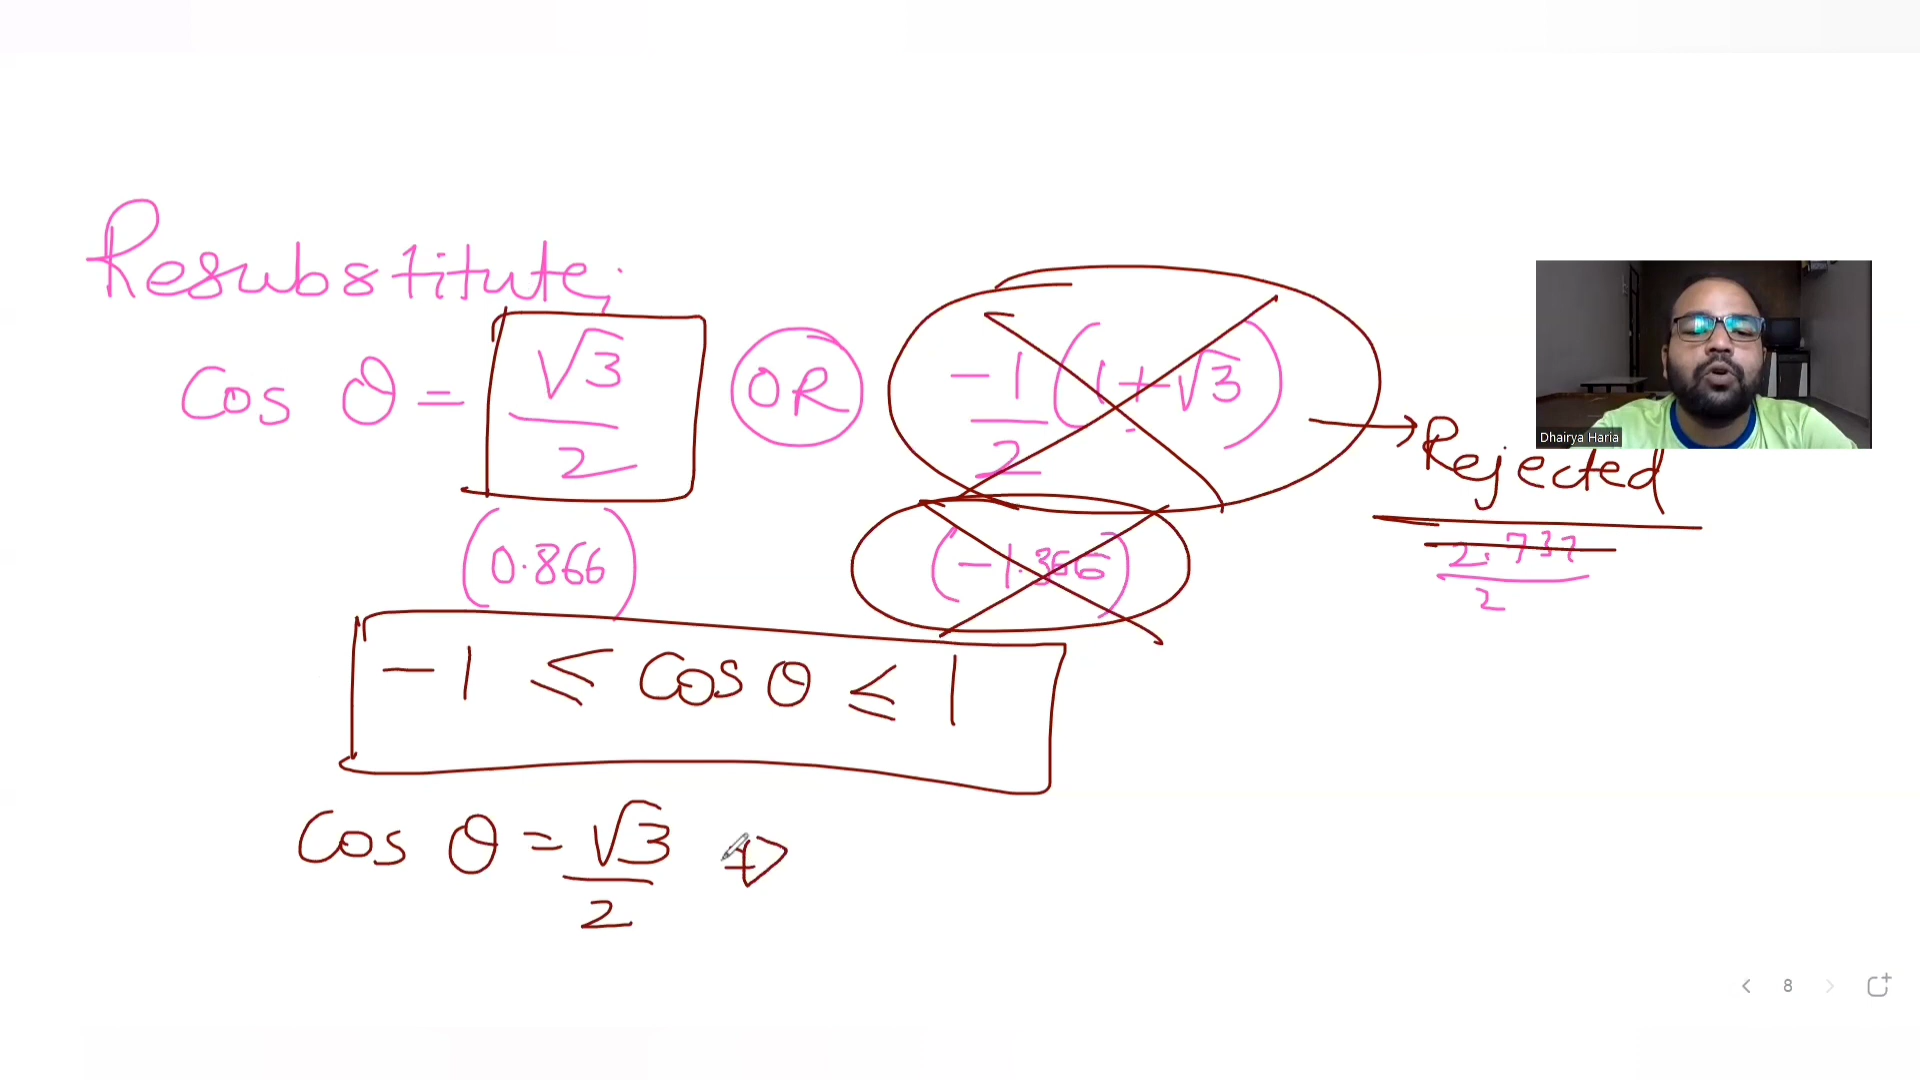 Resubstitute;
Cos θ = √3/2 OR -1/2 (1 + √3) → Rejected
(0.866) (-1.366) 2.737/2
-1 ≤ Cos θ ≤ 1
Cos θ = √3/2 ⇒
Dhairya Haria
8